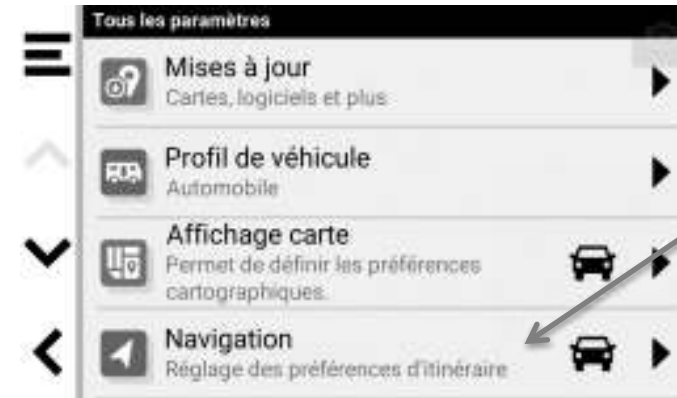 Tous les paramètres
Mises à jour
Cartes, logiciels et plus
Profil de véhicule
Automobile
Affichage carte
Permet de définir les préférences
cartographiques.
Navigation
Réglage des préférences d'itinéraire